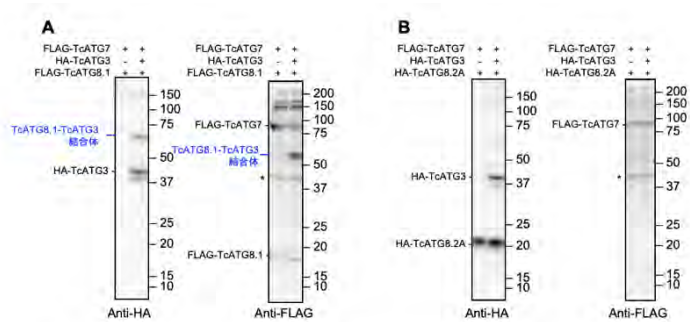 A
FLAG-TcATG7 + +
HA-TcATG3 - +
FLAG-TcATG8.1 + +
150
100
75
50
37
25
20
15
10
TcATG8.1-TcATG3
結合体
HA-TcATG3
Anti-HA
FLAG-TcATG7 + +
HA-TcATG3 - +
FLAG-TcATG8.1 + +
200
150
100
75
50
37
25
20
15
10
FLAG-TcATG7
TcATG8.1-TcATG3
結合体
*
FLAG-TcATG8.1
Anti-FLAG
B
FLAG-TcATG7 + +
HA-TcATG3 - +
HA-TcATG8.2A + +
150
100
75
50
37
25
20
15
10
HA-TcATG3
HA-TcATG8.2A
Anti-HA
FLAG-TcATG7 + +
HA-TcATG3 - +
HA-TcATG8.2A + +
200
150
100
75
50
37
25
20
15
10
FLAG-TcATG7
*
Anti-FLAG